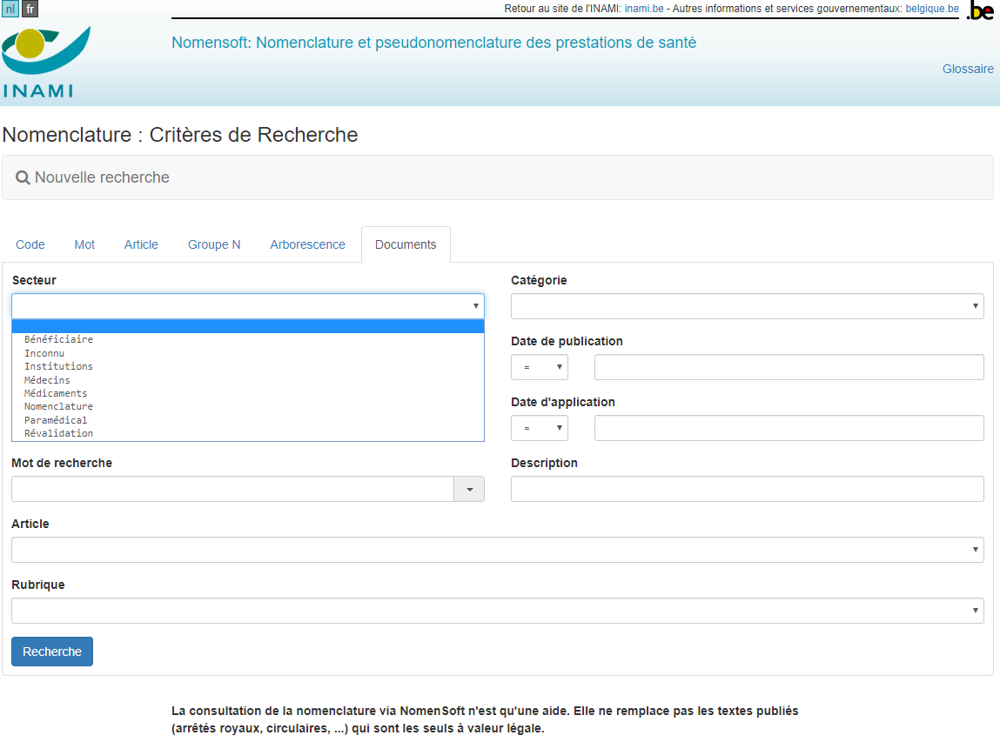 nl fr
Retour au site de l'INAMI: inami.be - Autres informations et services gouvernementaux: belgique.be
.be
Nomensoft: Nomenclature et pseudonomenclature des prestations de santé
Glossaire
INAMI
Nomenclature : Critères de Recherche
Nouvelle recherche
Code Mot Article Groupe N Arborescence Documents
Secteur Catégorie
Bénéficiaire
Inconnu
Institutions
Médecins
Médicaments
Nomenclature
Paramédical
Révalidation
Date de publication
=
Date d'application
=
Mot de recherche Description
Article
Rubrique
Recherche
La consultation de la nomenclature via NomenSoft n'est qu'une aide. Elle ne remplace pas les textes publiés
(arrêtés royaux, circulaires, ...) qui sont les seuls à valeur légale.